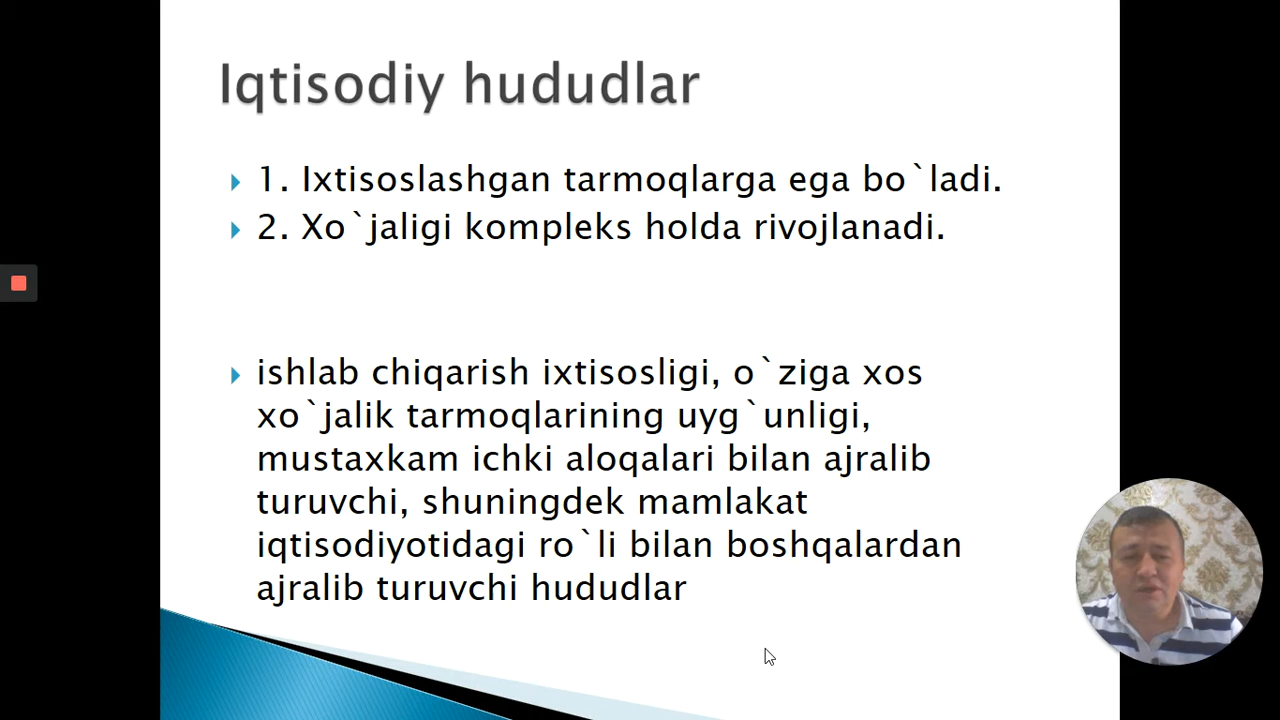 Iqtisodiy hududlar
1. Ixtisoslashgan tarmoqlarga ega bo`ladi.
2. Xo`jaligi kompleks holda rivojlanadi.
ishlab chiqarish ixtisosligi, o`ziga xos
xo`jalik tarmoqlarining uyg`unligi,
mustaxkam ichki aloqalari bilan ajralib
turuvchi, shuningdek mamlakat
iqtisodiyotidagi ro`li bilan boshqalardan
ajralib turuvchi hududlar